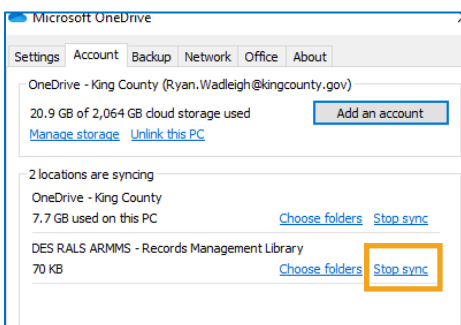 Microsoft OneDrive
Settings Account Backup Network Office About
OneDrive - King County (Ryan.Wadleigh@kingcounty.gov)
20.9 GB of 2,064 GB cloud storage used Add an account
Manage storage Unlink this PC
2 locations are syncing
OneDrive - King County
7.7 GB used on this PC Choose folders Stop sync
DES RALS ARMMS - Records Management Library
70 KB Choose folders Stop sync